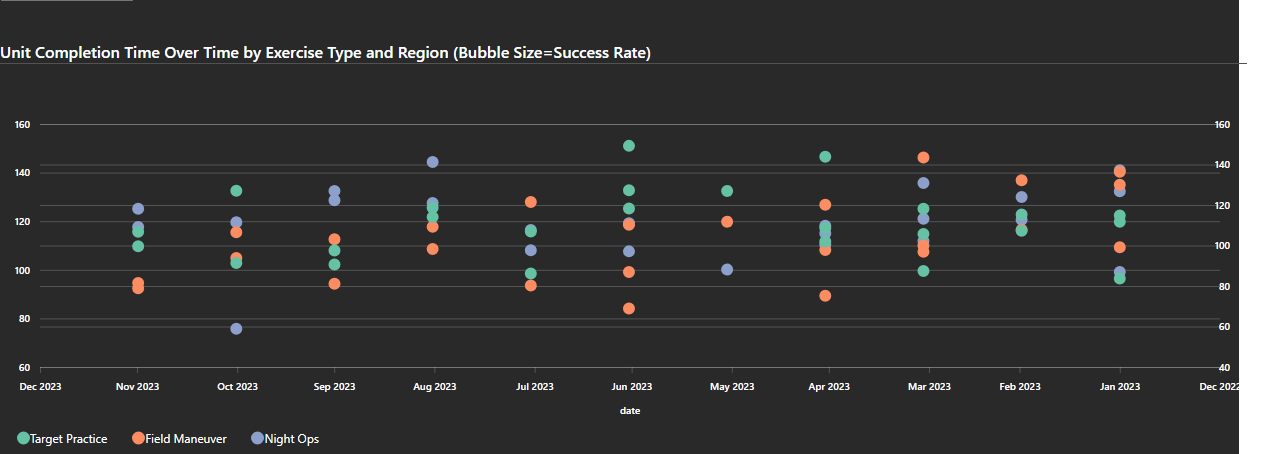 Unit Completion Time Over Time by Exercise Type and Region (Bubble Size=Success Rate)
160 160
140 140
120 120
100 100
80 80
60 60
60 40
Dec 2023 Nov 2023 Oct 2023 Sep 2023 Aug 2023 Jul 2023 Jun 2023 May 2023 Apr 2023 Mar 2023 Feb 2023 Jan 2023 Dec 2022
date
Target Practice Field Maneuver Night Ops